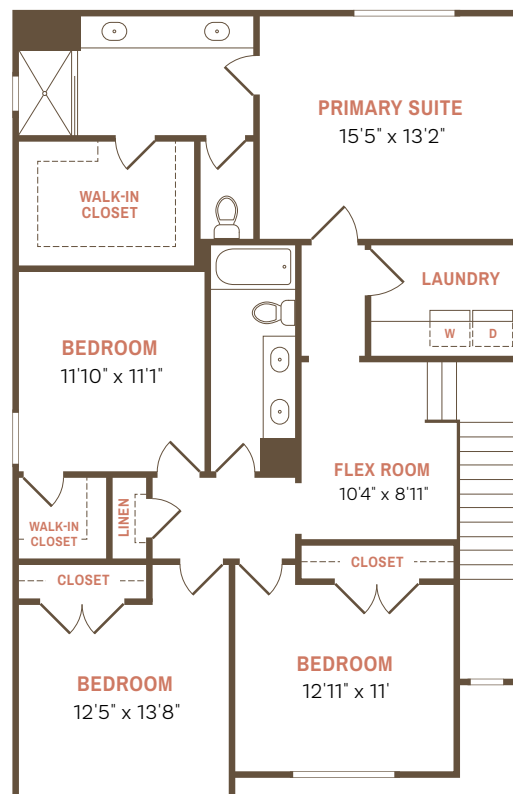 PRIMARY SUITE
15'5" x 13'2"
WALK-IN
CLOSET
LAUNDRY
W
D
BEDROOM
11'10" x 11'1"
FLEX ROOM
10'4" x 8'11"
LINEN
WALK-IN
CLOSET
CLOSET
CLOSET
BEDROOM
12'11" x 11'
BEDROOM
12'5" x 13'8"